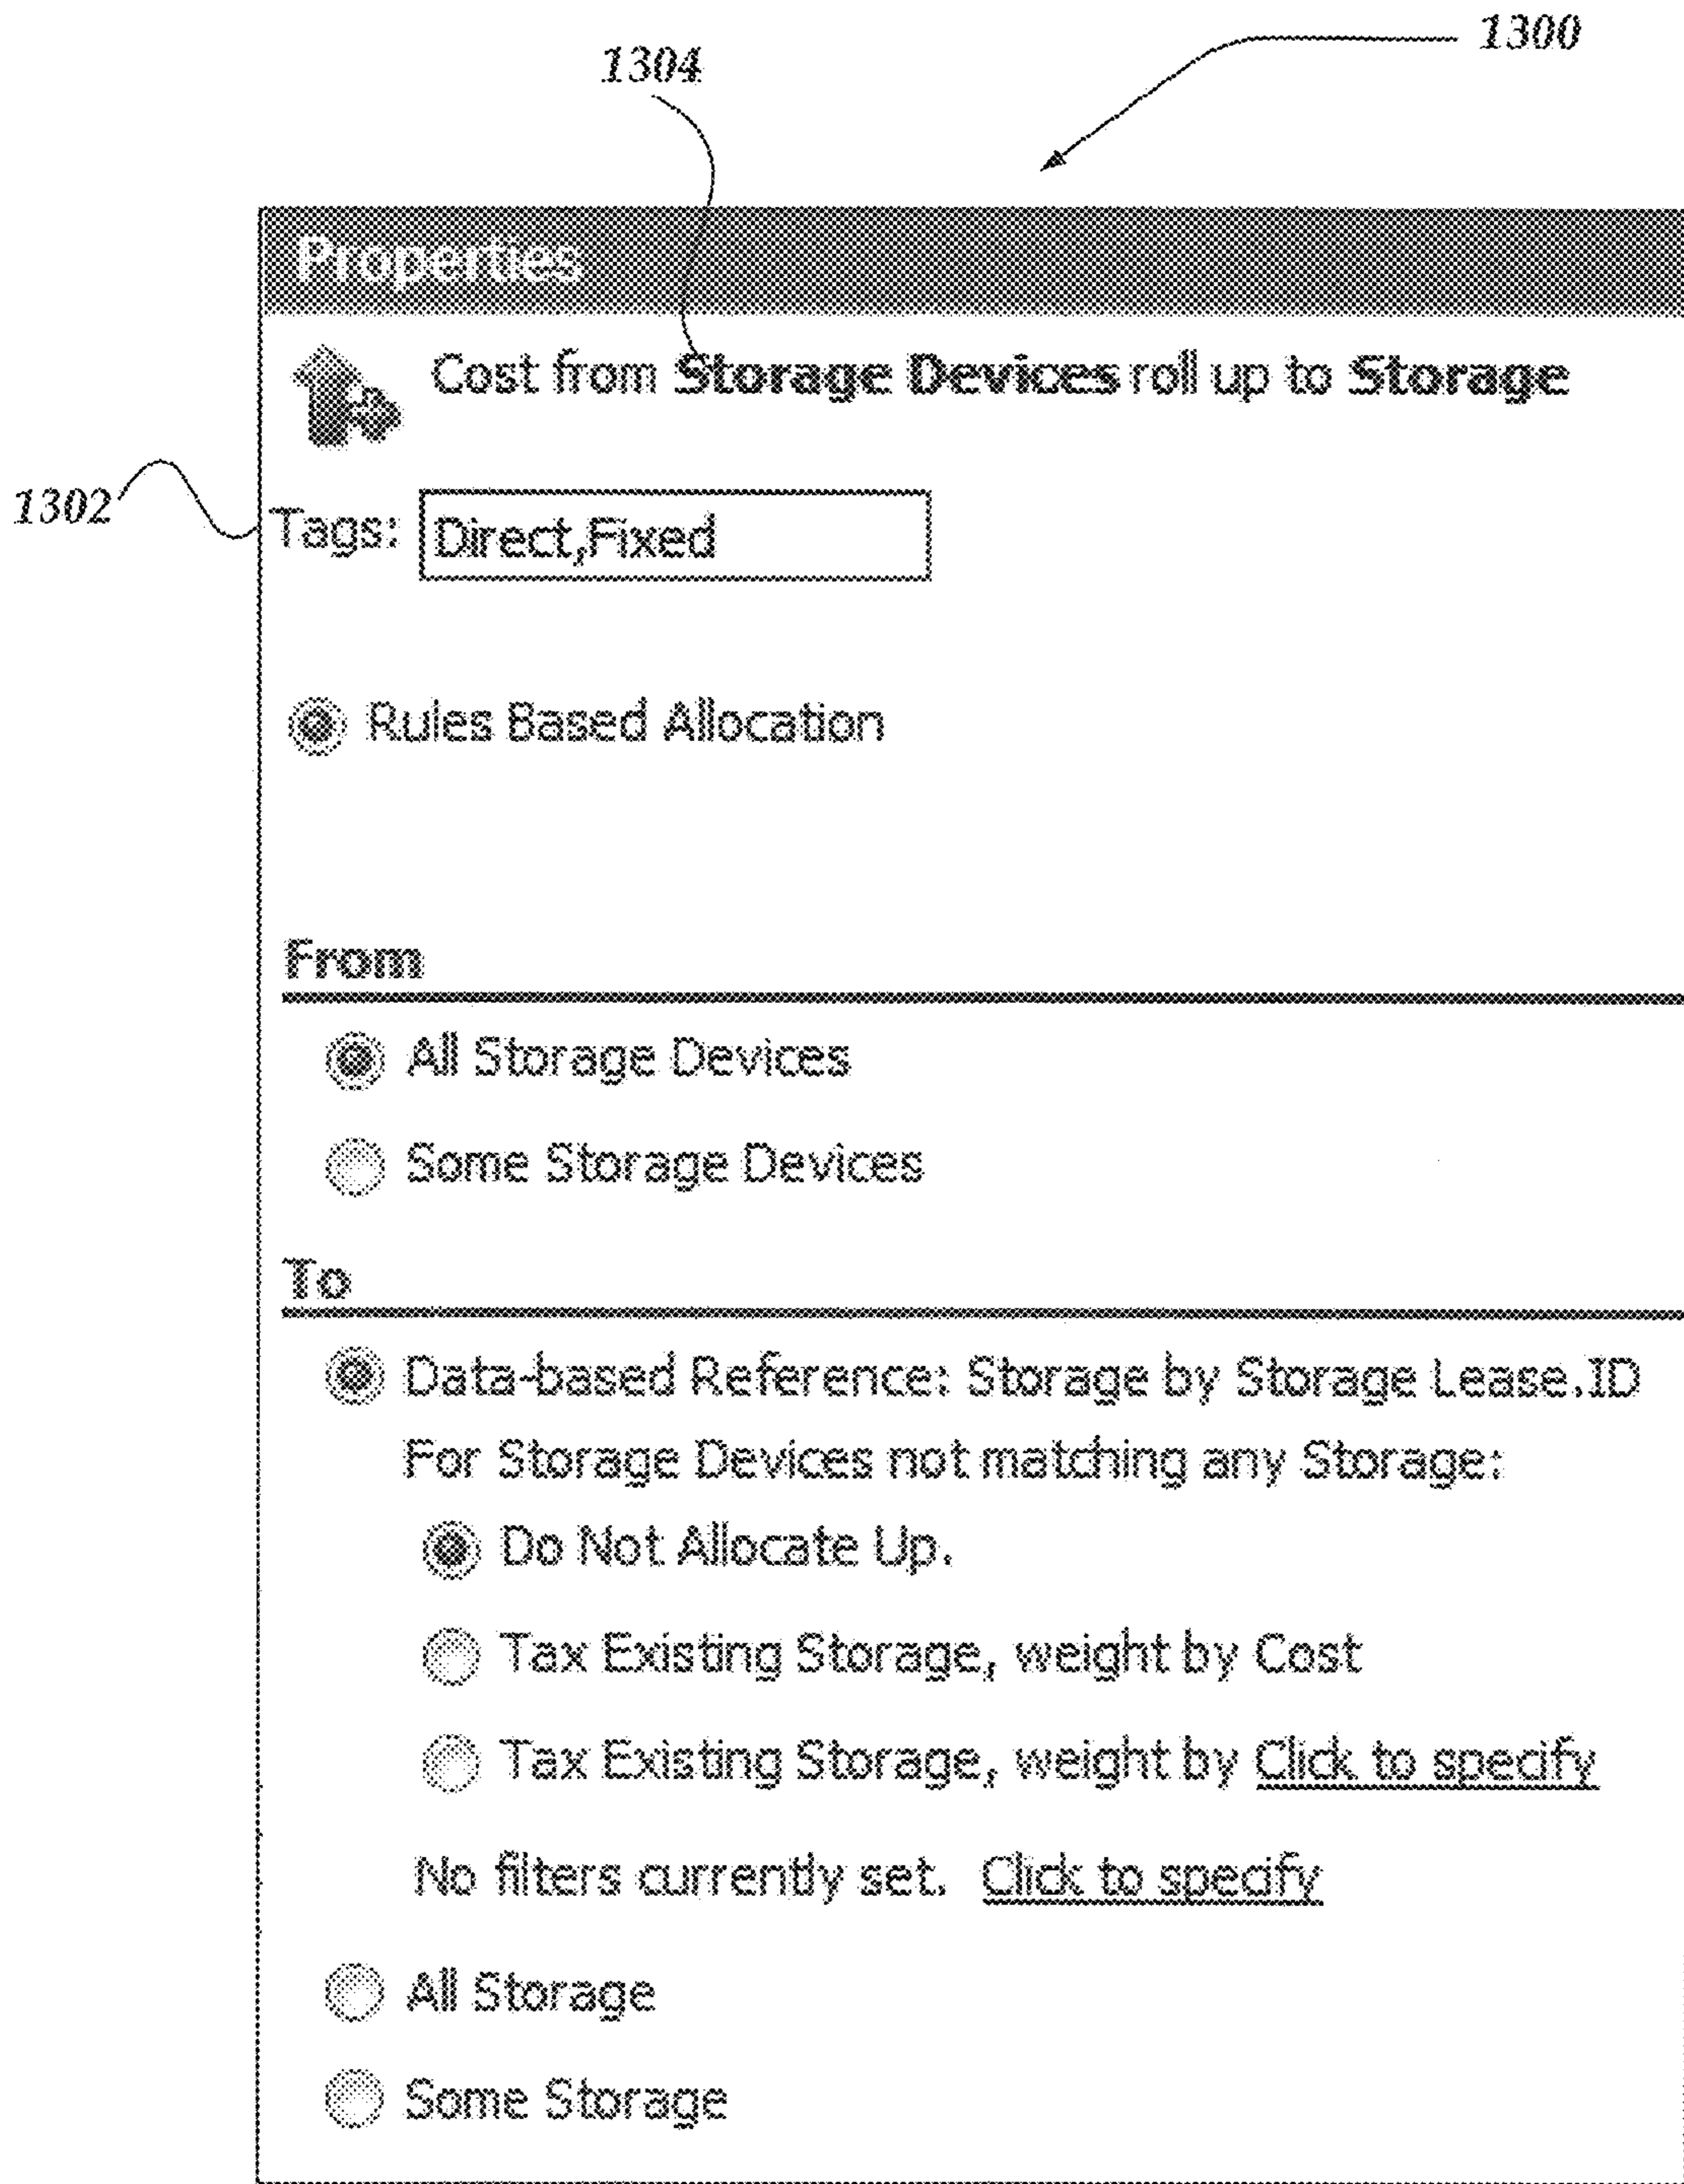 1300
1304
Properties
Cost from Storage Devices roll up to Storage
1302
Tags: Direct,Fixed
Rules Based Allocation
From
All Storage Devices
Some Storage Devices
To
Data-based Reference: Storage by Storage Lease.ID
For Storage Devices not matching any Storage:
Do Not Allocate Up.
Tax Existing Storage, weight by Cost
Tax Existing Storage, weight by Click to specify
No filters currently set. Click to specify
All Storage
Some Storage